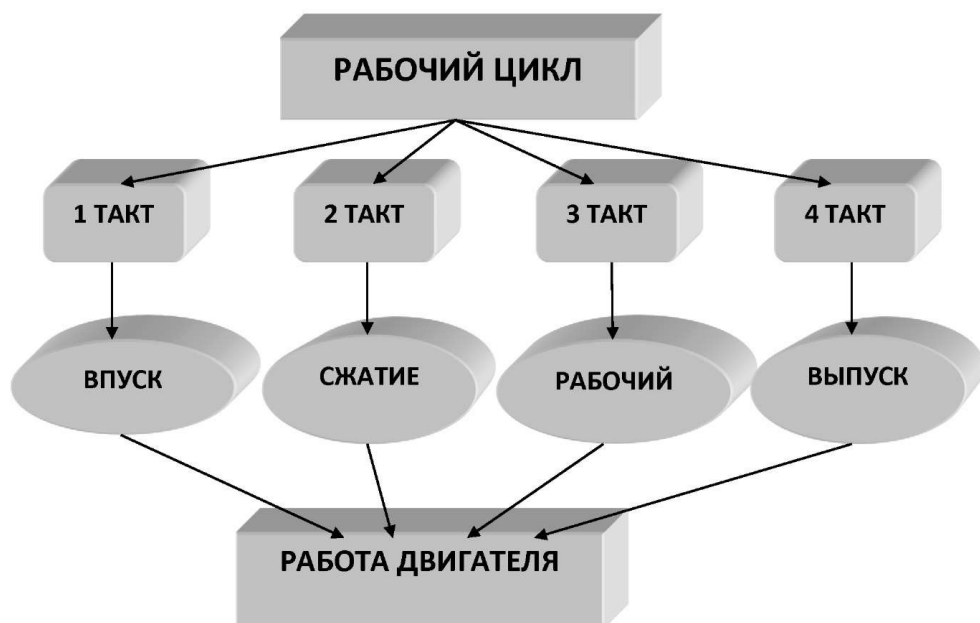 РАБОЧИЙ ЦИКЛ
1 ТАКТ
2 ТАКТ
3 ТАКТ
4 ТАКТ
ВПУСК
СЖАТИЕ
РАБОЧИЙ
ВЫПУСК
РАБОТА ДВИГАТЕЛЯ